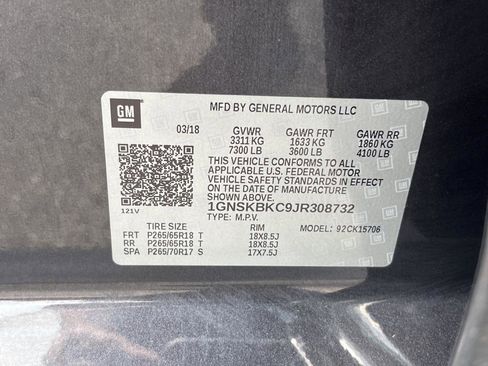 GM
MFD BY GENERAL MOTORS LLC
03/18 GVWR GAWR FRT GAWR RR
3311 KG 1633 KG 1860 KG
7300 LB 3600 LB 4100 LB
THIS VEHICLE CONFORMS TO ALL
APPLICABLE U.S. FEDERAL MOTOR
VEHICLE SAFETY STANDARDS IN EFFECT
ON THE DATE OF MANUFACTURE SHOWN ABOVE.
1GNSKBKC9JR308732
121V TYPE: M.P.V.
TIRE SIZE RIM MODEL: 92CK15706
FRT P265/65R18 T 18X8.5J
RR P265/65R18 T 18X8.5J
SPA P265/70R17 S 17X7.5J